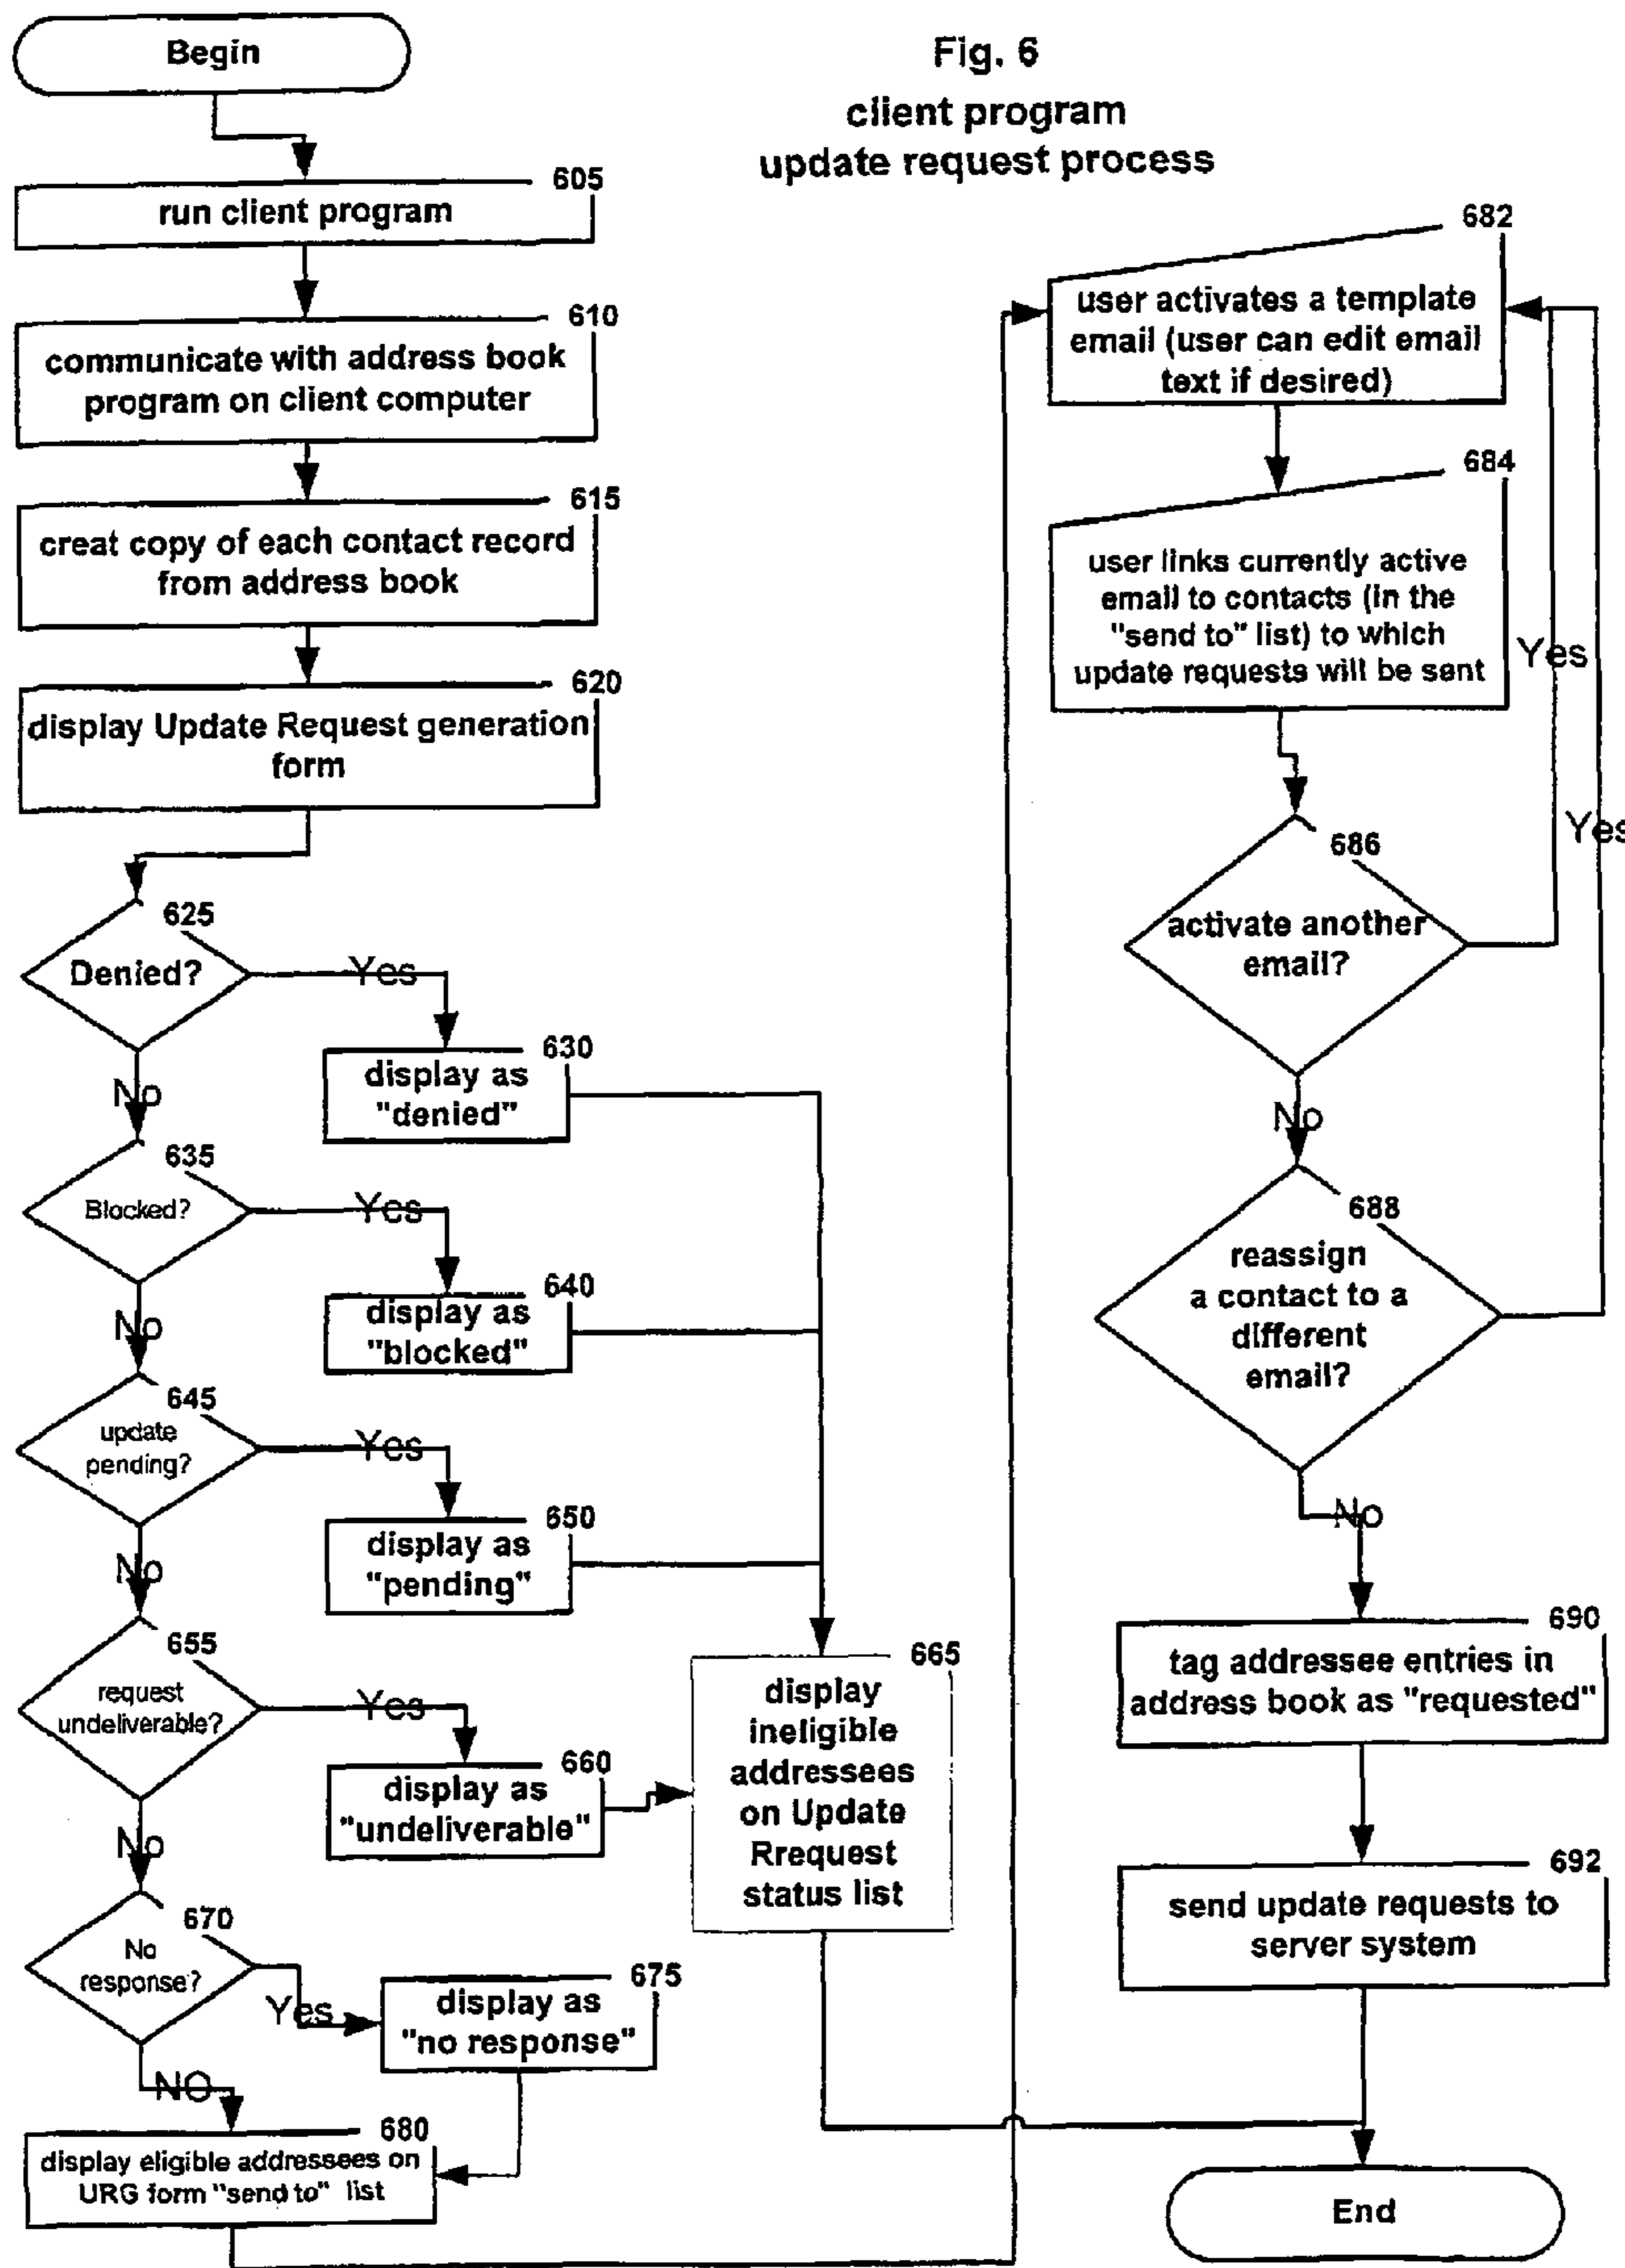 Begin
Fig. 6
client program
update request process
605
run client program
610
communicate with address book
program on client computer
615
creat copy of each contact record
from address book
620
display Update Request generation
form
625
Denied?
Yes
630
display as
"denied"
No
635
Blocked?
Yes
640
display as
"blocked"
No
645
update
pending?
Yes
650
display as
"pending"
No
655
request
undeliverable?
Yes
660
display as
"undeliverable"
665
display
ineligible
addressees
on Update
Rrequest
status list
No
670
No
response?
Yes
675
display as
"no response"
NO
680
display eligible addressees on
URG form "send to" list
682
user activates a template
email (user can edit email
text if desired)
684
user links currently active
email to contacts (in the
"send to" list) to which
update requests will be sent
Yes
Yes
686
activate another
email?
No
688
reassign
a contact to a
different
email?
No
690
tag addressee entries in
address book as "requested"
692
send update requests to
server system
End